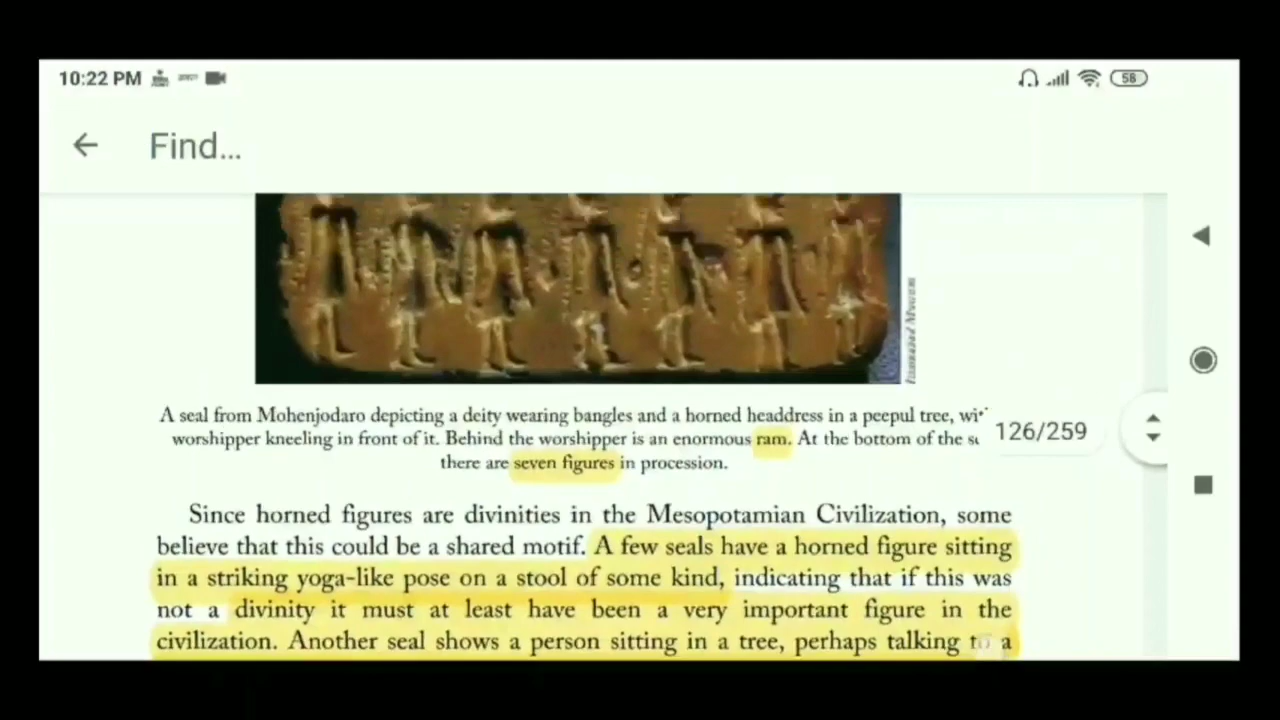 10:22 PM
58
Find...
A seal from Mohenjodaro depicting a deity wearing bangles and a horned headdress in a peepul tree,
126/259
worshipper kneeling in front of it. Behind the worshipper is an enormous ram. At the bottom of the
there are seven figures in procession.
Since horned figures are divinities in the Mesopotamian Civilization, some
believe that this could be a shared motif. A few seals have a horned figure sitting
in a striking yoga-like pose on a stool of some kind, indicating that if this was
not a divinity it must at least have been a very important figure in the
civilization. Another seal shows a person sitting in a tree, perhaps talking to a